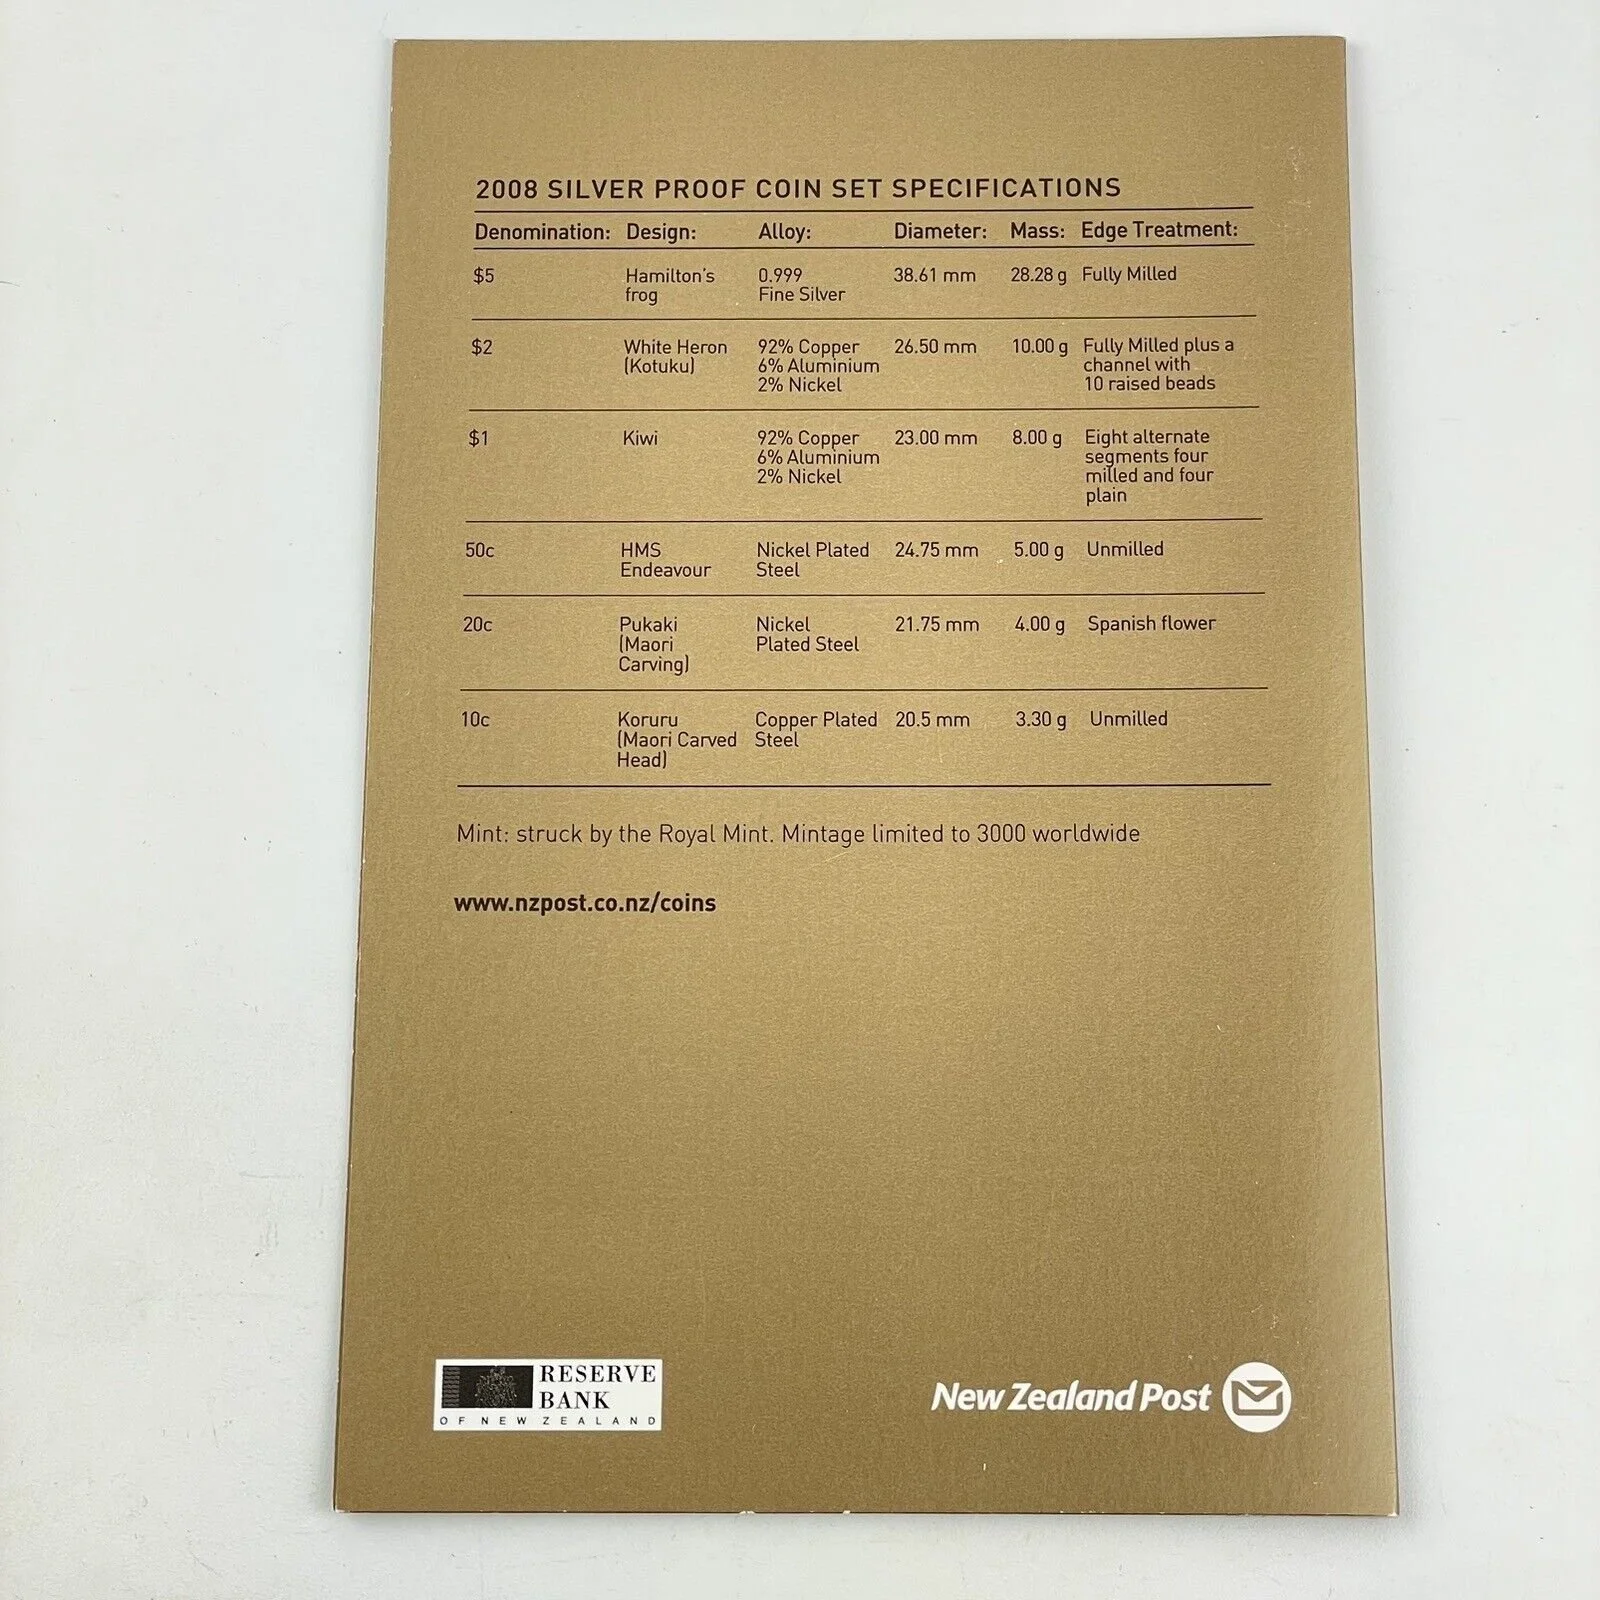 2008 SILVER PROOF COIN SET SPECIFICATIONS
Denomination: Design: Alloy: Diameter: Mass: Edge Treatment:
$5 Hamilton's 0.999 38.61 mm 28.28 g Fully Milled
frog Fine Silver
$2 White Heron 92% Copper 26.50 mm 10.00 g Fully Milled plus a
(Kotuku) 6% Aluminium channel with
2% Nickel 10 raised beads
$1 Kiwi 92% Copper 23.00 mm 8.00 g Eight alternate
6% Aluminium segments four
2% Nickel milled and four
plain
50c HMS Nickel Plated 24.75 mm 5.00 g Unmilled
Endeavour Steel
20c Pukaki Nickel 21.75 mm 4.00 g Spanish flower
(Maori Plated Steel
Carving)
10c Koruru Copper Plated 20.5 mm 3.30 g Unmilled
(Maori Carved Steel
Head)
Mint: struck by the Royal Mint. Mintage limited to 3000 worldwide
www.nzpost.co.nz/coins
RESERVE
BANK
OF NEW ZEALAND
New Zealand Post